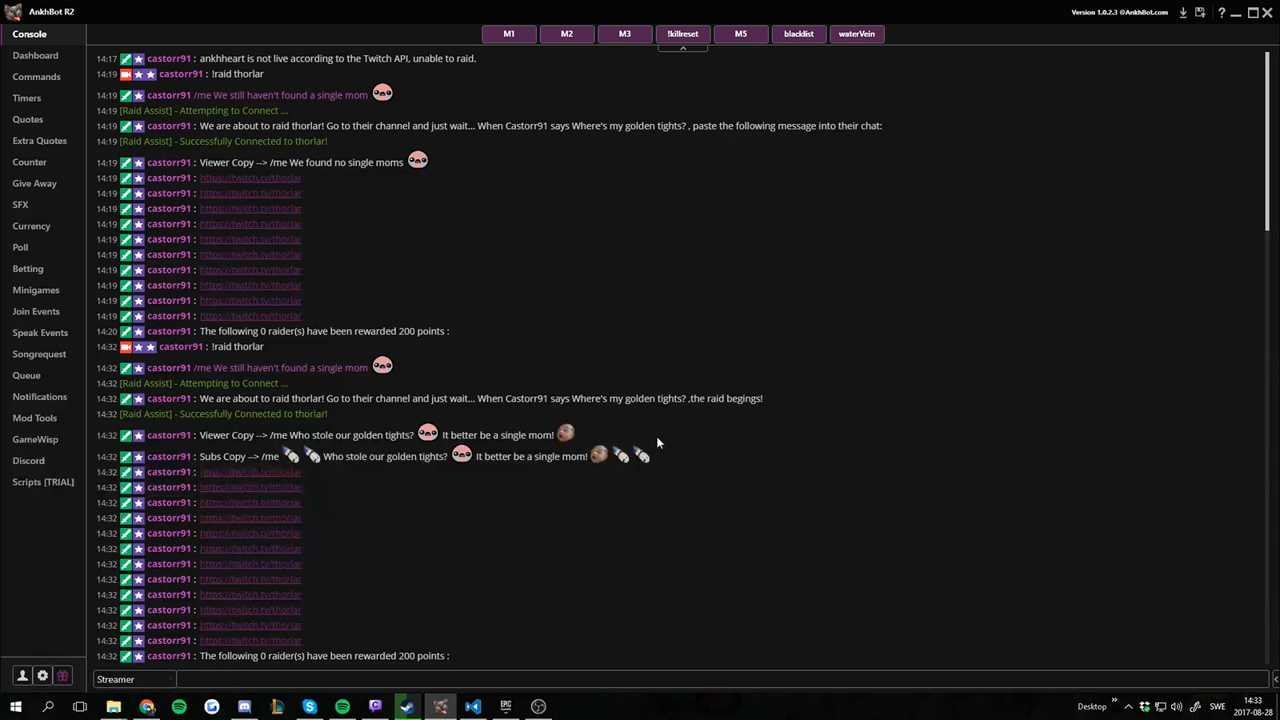 AnkhBot R2
Version 1.0.2.3 ©AnkhBot.com
Console
M1
M2
M3
!killreset
M5
blacklist
waterVein
Dashboard
Commands
Timers
Quotes
Extra Quotes
Counter
Give Away
SFX
Currency
Poll
Betting
Minigames
Join Events
Speak Events
Songrequest
Queue
Notifications
Mod Tools
GameWisp
Discord
Scripts [TRIAL]
14:17 castorr91 : ankhheart is not live according to the Twitch API, unable to raid.
14:19 castorr91 : !raid thorlar
14:19 castorr91 /me We still haven't found a single mom
14:19 [Raid Assist] - Attempting to Connect ...
14:19 castorr91 : We are about to raid thorlar! Go to their channel and just wait... When Castorr91 says Where's my golden tights? , paste the following message into their chat:
14:19 [Raid Assist] - Successfully Connected to thorlar!
14:19 castorr91 : Viewer Copy --> /me We found no single moms
14:19 castorr91 : https://twitch.tv/thorlar
14:19 castorr91 : https://twitch.tv/thorlar
14:19 castorr91 : https://twitch.tv/thorlar
14:19 castorr91 : https://twitch.tv/thorlar
14:19 castorr91 : https://twitch.tv/thorlar
14:19 castorr91 : https://twitch.tv/thorlar
14:19 castorr91 : https://twitch.tv/thorlar
14:19 castorr91 : https://twitch.tv/thorlar
14:19 castorr91 : https://twitch.tv/thorlar
14:19 castorr91 : https://twitch.tv/thorlar
14:20 castorr91 : The following 0 raider(s) have been rewarded 200 points :
14:32 castorr91 : !raid thorlar
14:32 castorr91 /me We still haven't found a single mom
14:32 [Raid Assist] - Attempting to Connect ...
14:32 castorr91 : We are about to raid thorlar! Go to their channel and just wait... When Castorr91 says Where's my golden tights? ,the raid begings!
14:32 [Raid Assist] - Successfully Connected to thorlar!
14:32 castorr91 : Viewer Copy --> /me Who stole our golden tights? It better be a single mom!
14:32 castorr91 : Subs Copy --> /me Who stole our golden tights? It better be a single mom!
14:32 castorr91 : https://twitch.tv/thorlar
14:32 castorr91 : https://twitch.tv/thorlar
14:32 castorr91 : https://twitch.tv/thorlar
14:32 castorr91 : https://twitch.tv/thorlar
14:32 castorr91 : https://twitch.tv/thorlar
14:32 castorr91 : https://twitch.tv/thorlar
14:32 castorr91 : https://twitch.tv/thorlar
14:32 castorr91 : https://twitch.tv/thorlar
14:32 castorr91 : https://twitch.tv/thorlar
14:32 castorr91 : https://twitch.tv/thorlar
14:32 castorr91 : https://twitch.tv/thorlar
14:32 castorr91 : https://twitch.tv/thorlar
14:32 castorr91 : The following 0 raider(s) have been rewarded 200 points :
Streamer
EPIC
Desktop
SWE
14:33
2017-08-28